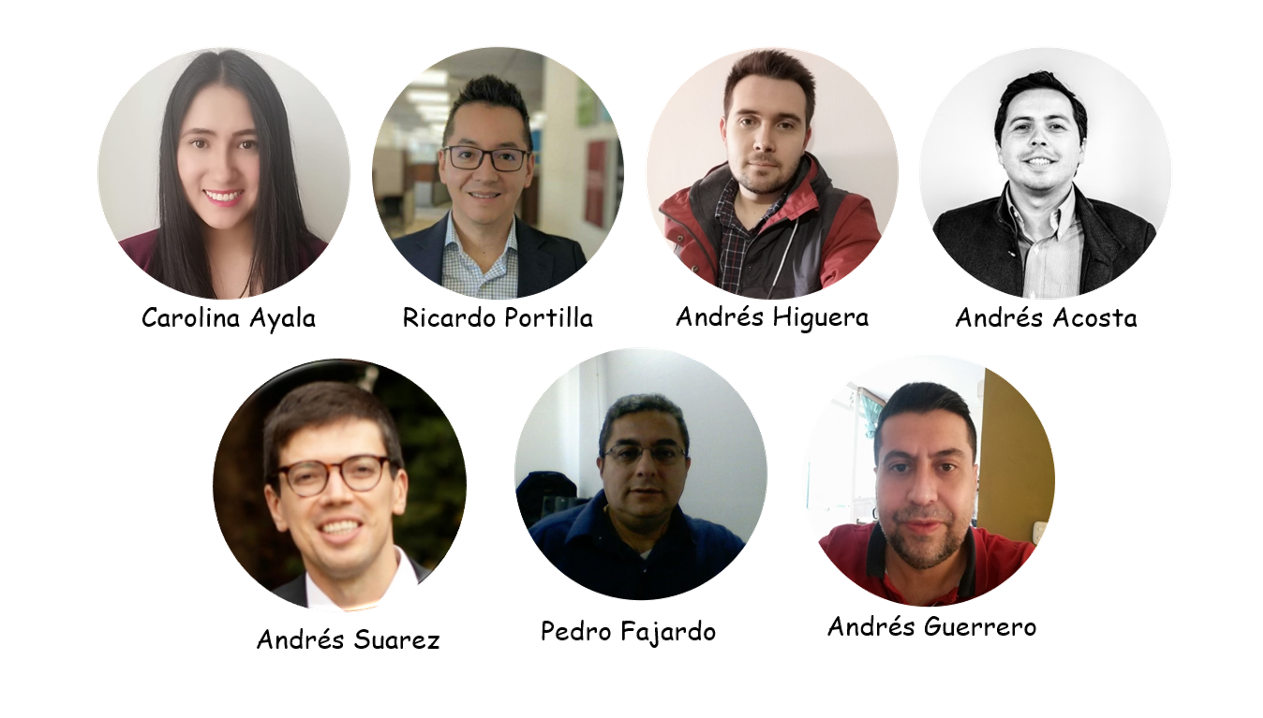 Carolina Ayala
Ricardo Portilla
Andrés Higuera
Andrés Acosta
Andrés Suarez
Pedro Fajardo
Andrés Guerrero